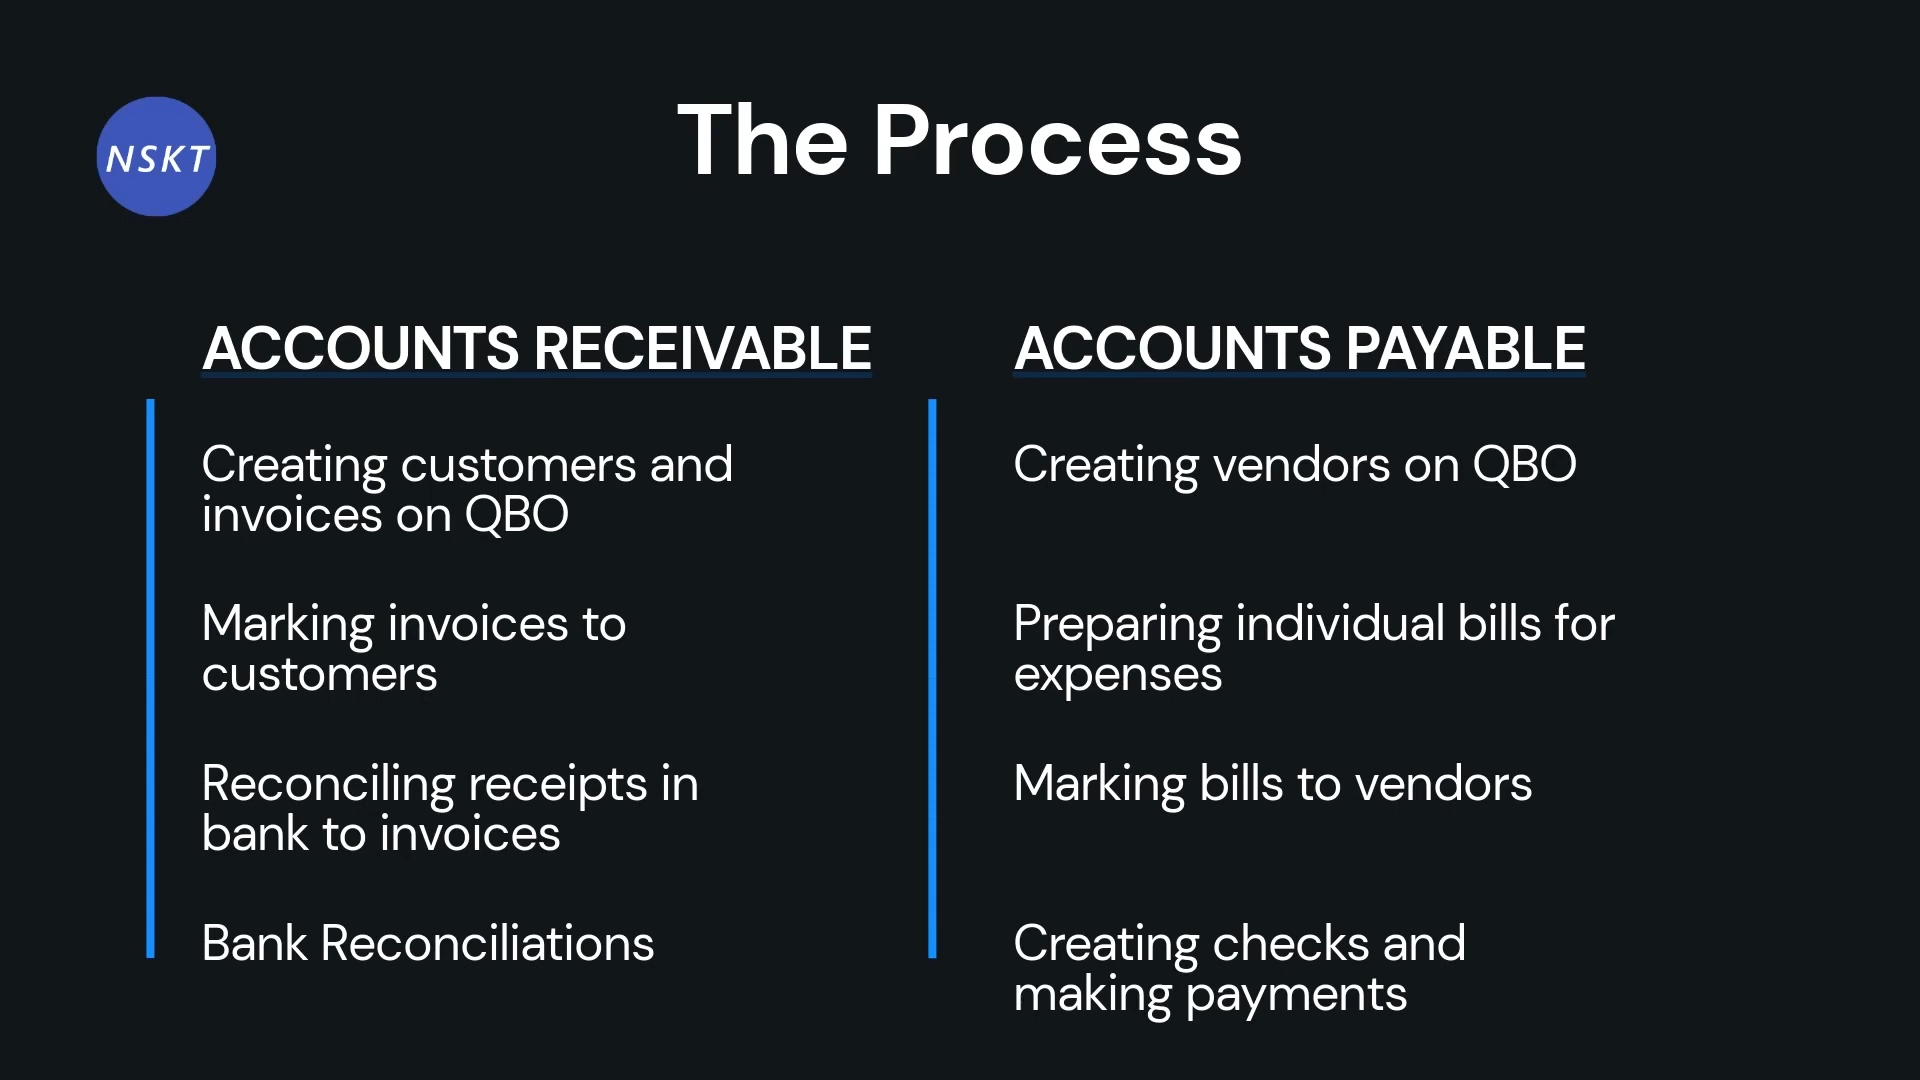 NSKT
The Process
ACCOUNTS RECEIVABLE
Creating customers and
invoices on QBO
Marking invoices to
customers
Reconciling receipts in
bank to invoices
Bank Reconciliations
ACCOUNTS PAYABLE
Creating vendors on QBO
Preparing individual bills for
expenses
Marking bills to vendors
Creating checks and
making payments